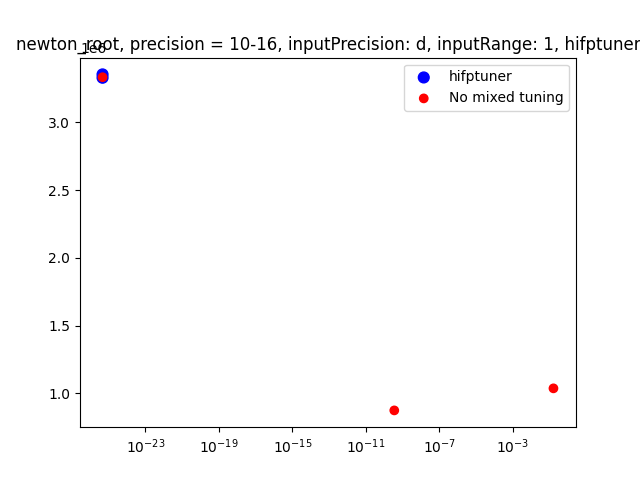 newton_root, precision = 10-16, inputPrecision: d, inputRange: 1, hifptuner
1e6
hifptuner
No mixed tuning
3.0
2.5
2.0
1.5
1.0
10⁻²³ 10⁻¹⁹ 10⁻¹⁵ 10⁻¹¹ 10⁻⁷ 10⁻³